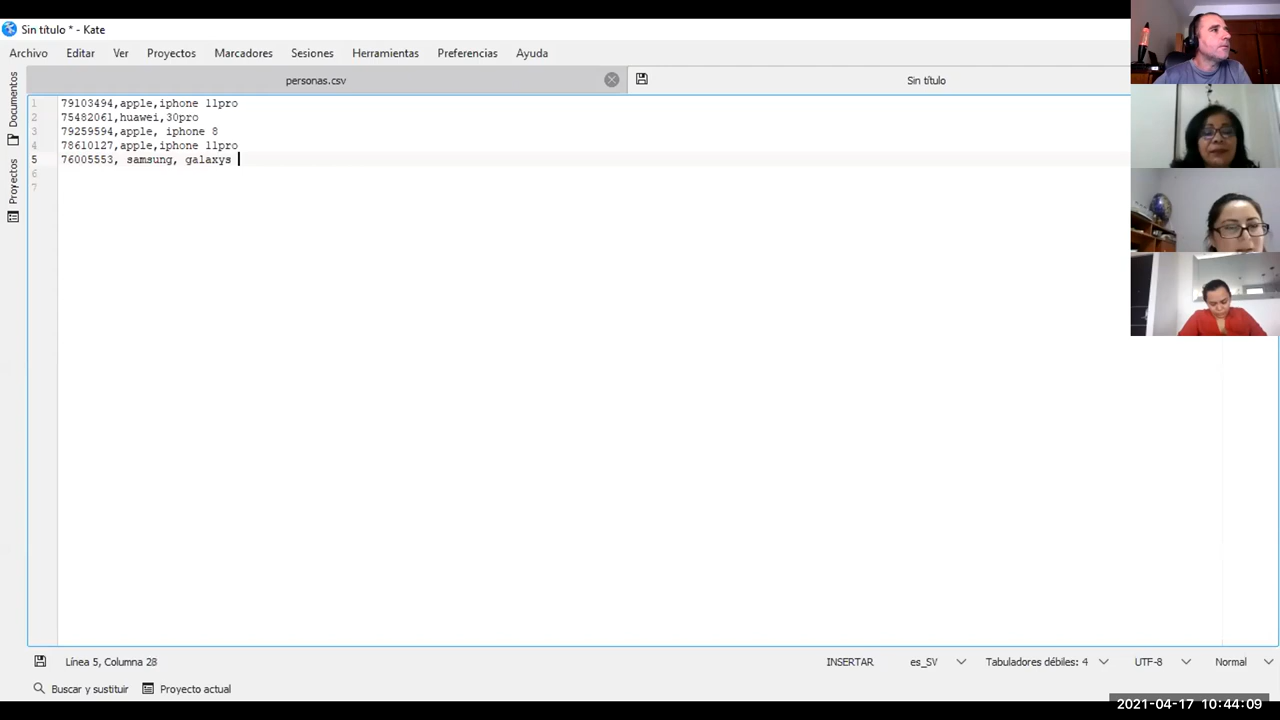 Sin título * - Kate
Archivo Editar Ver Proyectos Marcadores Sesiones Herramientas Preferencias Ayuda
Documentos
Proyectos
personas.csv
Sin título
1 79103494,apple,iphone 11pro
2 75482061,huawei,30pro
3 79259594,apple, iphone 8
4 78610127,apple,iphone 11pro
5 76005553, samsung, galaxys
6
7
Línea 5, Columna 28 INSERTAR es_SV Tabuladores débiles: 4 UTF-8 Normal
Buscar y sustituir Proyecto actual
2021-04-17 10:44:09